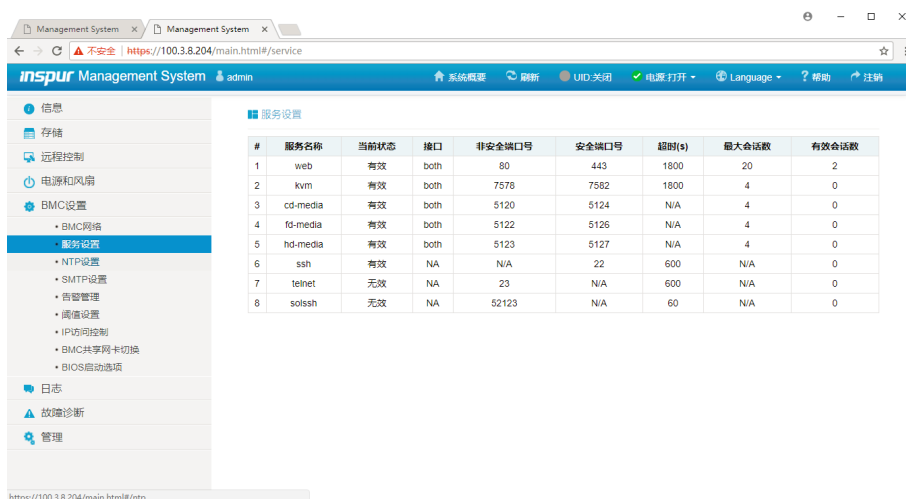 Management System
Management System
不安全 | https://100.3.8.204/main.html#/service
inspur Management System admin 系统概要 刷新 UID:关闭 电源:打开 Language 帮助 注销
信息
存储
远程控制
电源和风扇
BMC设置
• BMC网络
• 服务设置
• NTP设置
• SMTP设置
• 告警管理
• 阈值设置
• IP访问控制
• BMC共享网卡切换
• BIOS启动选项
日志
故障诊断
管理
服务设置
# 服务名称 当前状态 接口 非安全端口号 安全端口号 超时(s) 最大会话数 有效会话数
1 web 有效 both 80 443 1800 20 2
2 kvm 有效 both 7578 7582 1800 4 0
3 cd-media 有效 both 5120 5124 N/A 4 0
4 fd-media 有效 both 5122 5126 N/A 4 0
5 hd-media 有效 both 5123 5127 N/A 4 0
6 ssh 有效 NA N/A 22 600 N/A 0
7 telnet 无效 NA 23 N/A 600 N/A 0
8 solssh 无效 NA 52123 N/A 60 N/A 0
https://100.3.8.204/main.html#/ntp